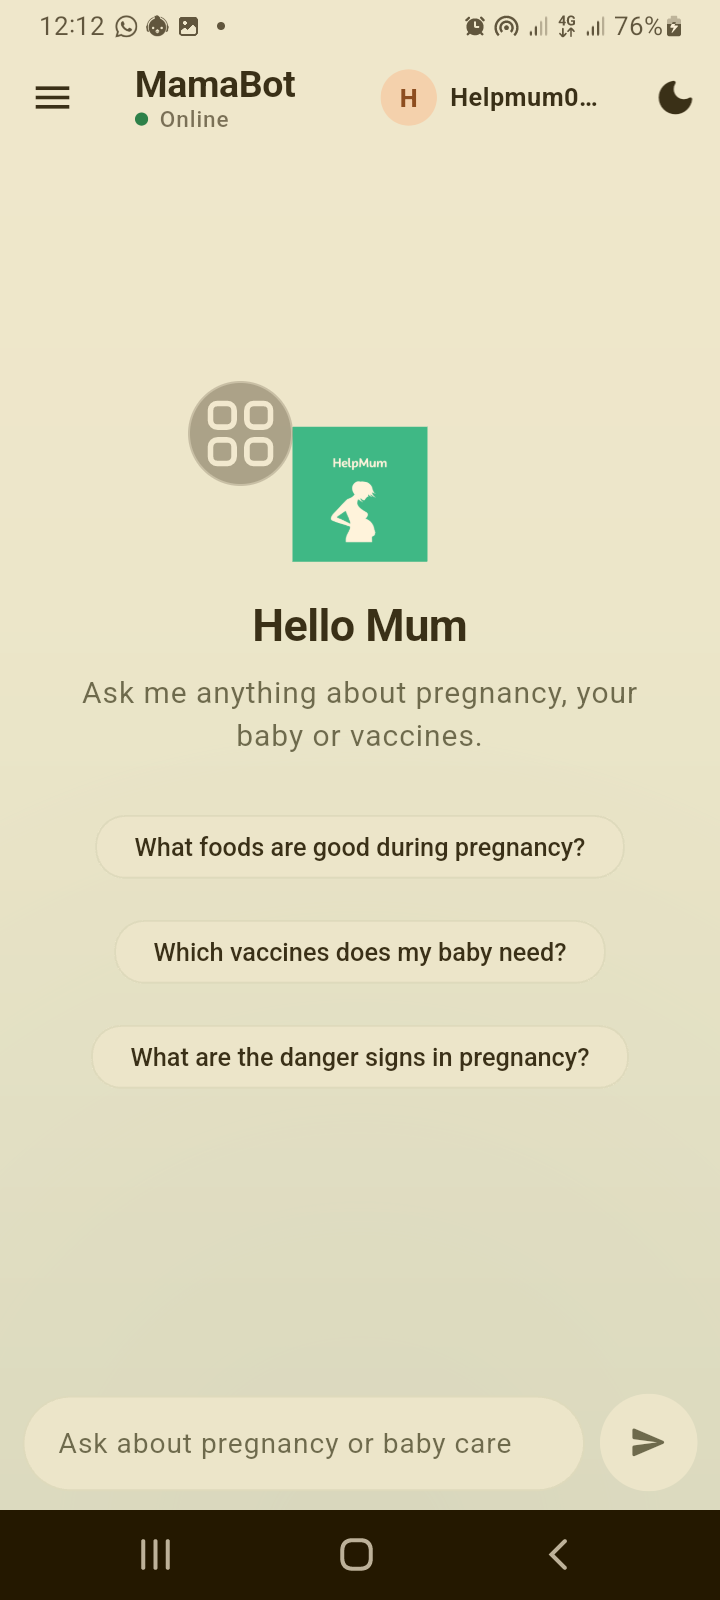 12:12
4G
76%
MamaBot
Online
H
Helpmum0...
HelpMum
Hello Mum
Ask me anything about pregnancy, your
baby or vaccines.
What foods are good during pregnancy?
Which vaccines does my baby need?
What are the danger signs in pregnancy?
Ask about pregnancy or baby care